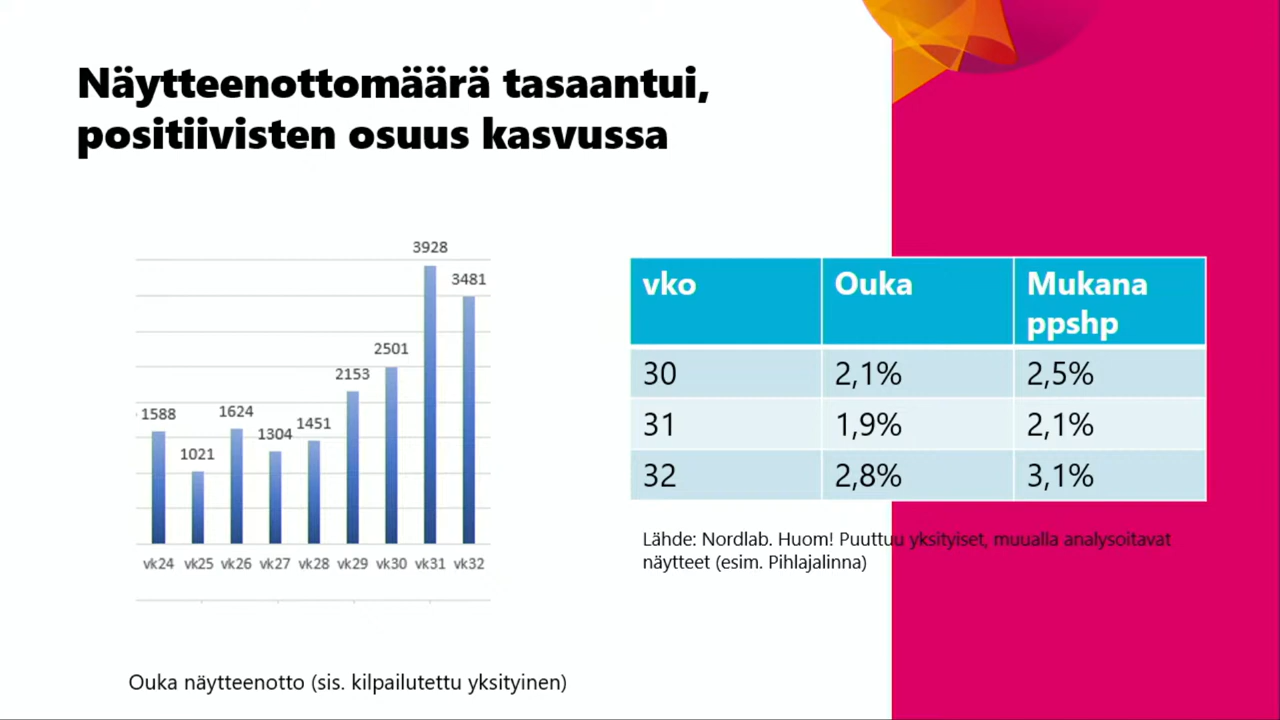 Näytteenottomäärä tasaantui,
positiivisten osuus kasvussa
3928
3481
2501
2153
1588
1624
1451
1304
1021
vk24 vk25 vk26 vk27 vk28 vk29 vk30 vk31 vk32
Ouka näytteenotto (sis. kilpailutettu yksityinen)
vko Ouka Mukana
ppshp
30 2,1% 2,5%
31 1,9% 2,1%
32 2,8% 3,1%
Lähde: Nordlab. Huom! Puuttuu yksityiset, muualla analysoitavat
näytteet (esim. Pihlajalinna)